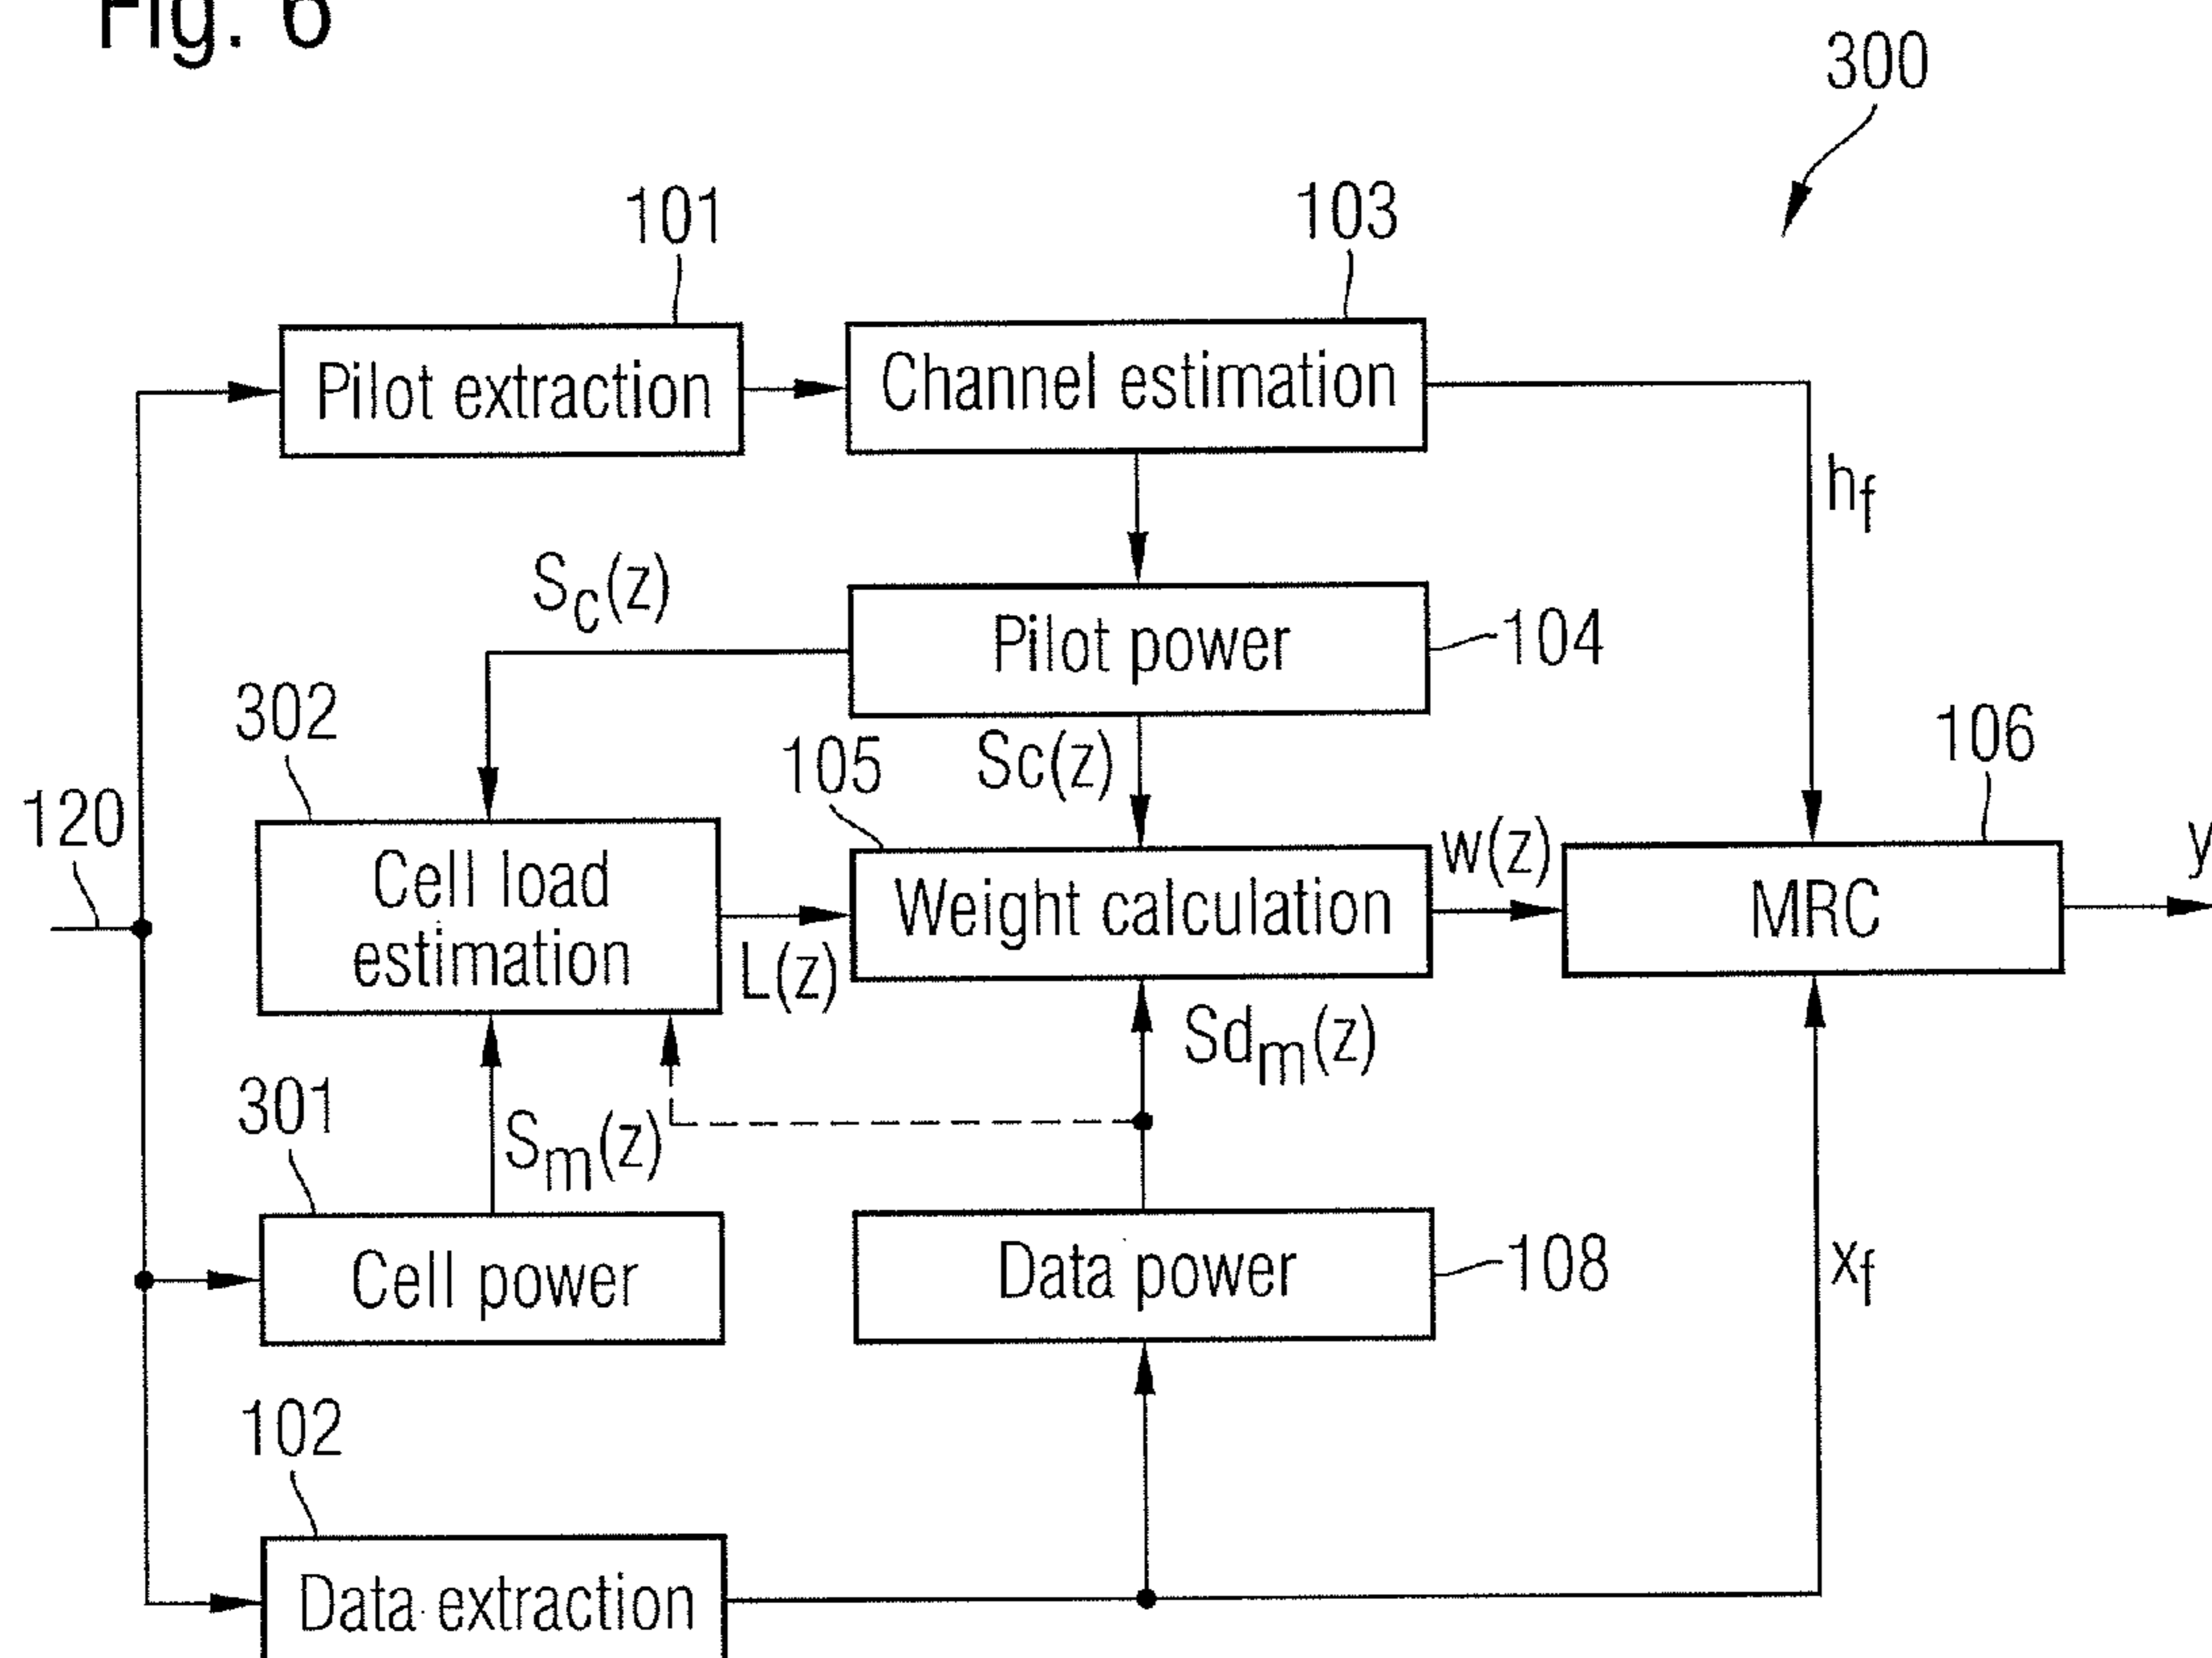 Fig. 6
300
101
103
Pilot extraction
Channel estimation
hf
Sc(z)
Pilot power
104
302
105
Sc(z)
106
120
Cell load
estimation
L(z)
Weight calculation
w(z)
MRC
y
Sdm(z)
301
Sm(z)
Cell power
Data power
108
xf
102
Data extraction